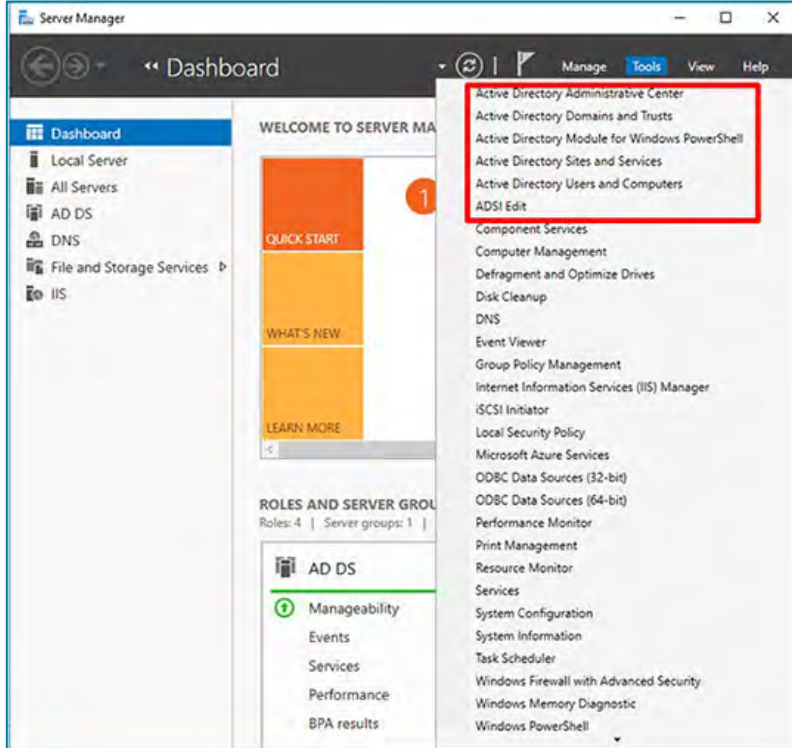 Server Manager
Dashboard
Manage Tools View Help
Dashboard
Local Server
All Servers
AD DS
DNS
File and Storage Services
IIS
WELCOME TO SERVER MA
1
QUICK START
WHAT'S NEW
LEARN MORE
ROLES AND SERVER GROU
Roles: 4 | Server groups: 1 |
AD DS
Manageability
Events
Services
Performance
BPA results
Active Directory Administrative Center
Active Directory Domains and Trusts
Active Directory Module for Windows PowerShell
Active Directory Sites and Services
Active Directory Users and Computers
ADSI Edit
Component Services
Computer Management
Defragment and Optimize Drives
Disk Cleanup
DNS
Event Viewer
Group Policy Management
Internet Information Services (IIS) Manager
iSCSI Initiator
Local Security Policy
Microsoft Azure Services
ODBC Data Sources (32-bit)
ODBC Data Sources (64-bit)
Performance Monitor
Print Management
Resource Monitor
Services
System Configuration
System Information
Task Scheduler
Windows Firewall with Advanced Security
Windows Memory Diagnostic
Windows PowerShell